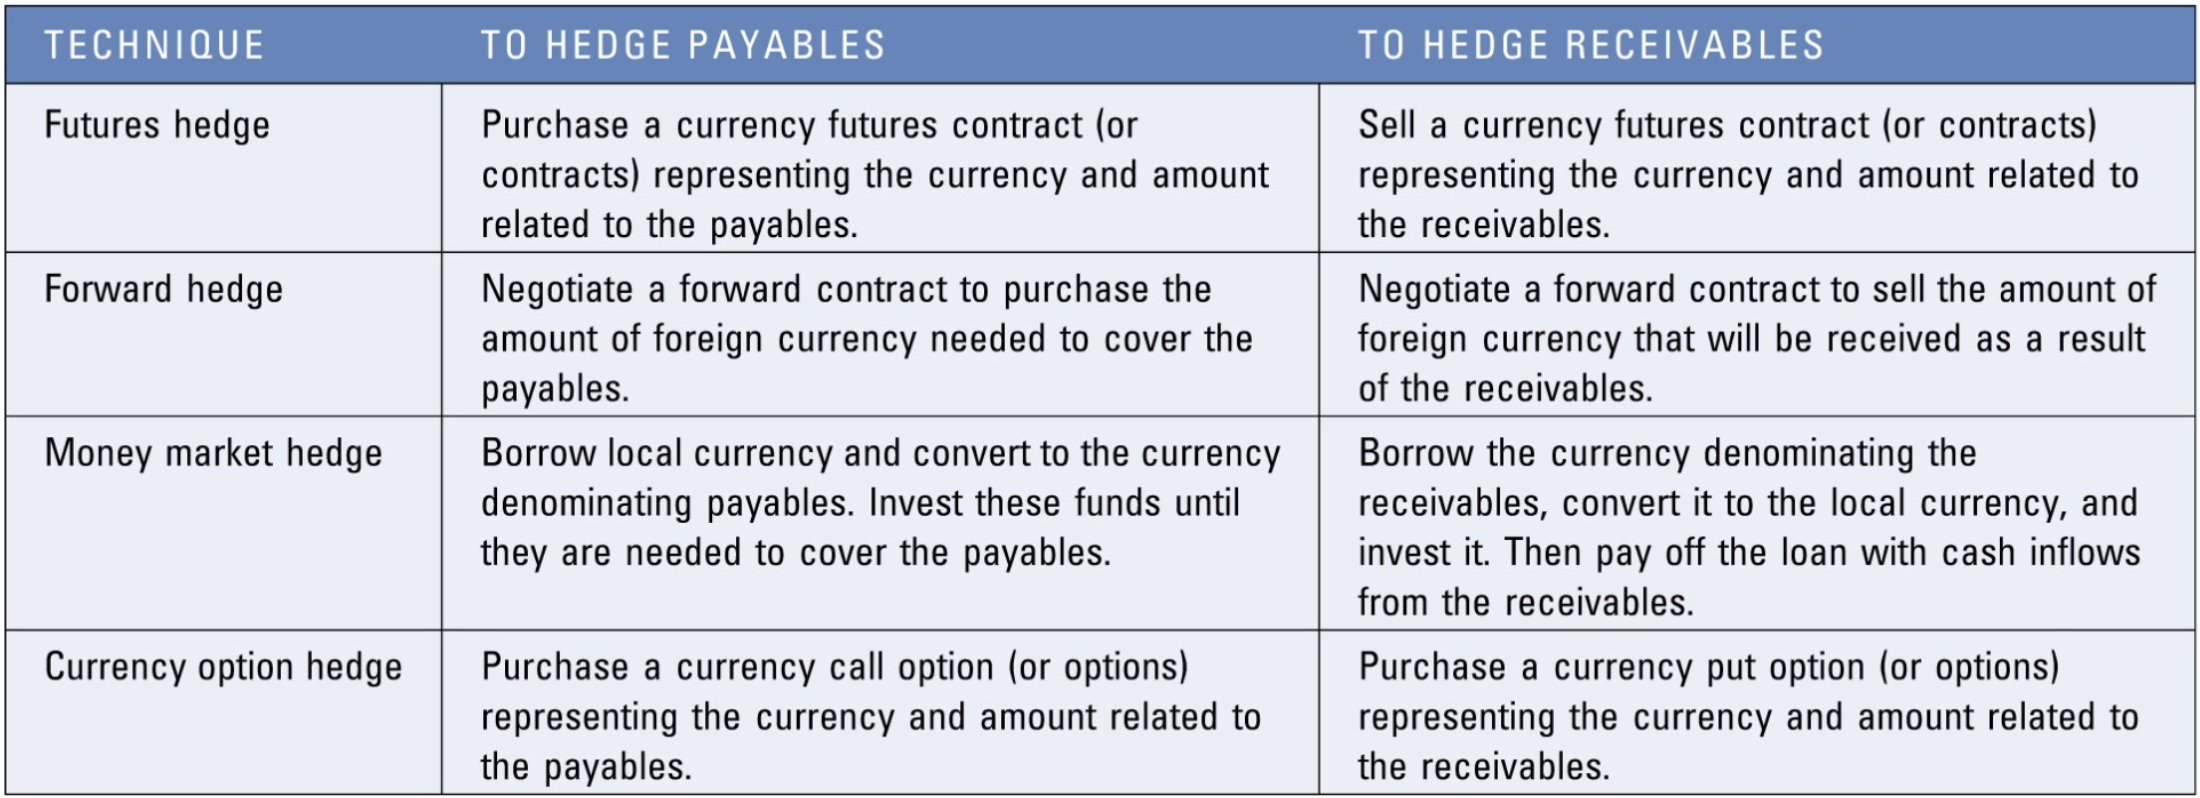 TECHNIQUE
TO HEDGE PAYABLES
TO HEDGE RECEIVABLES
Futures hedge
Purchase a currency futures contract (or
contracts) representing the currency and amount
related to the payables.
Sell a currency futures contract (or contracts)
representing the currency and amount related to
the receivables.
Forward hedge
Negotiate a forward contract to purchase the
amount of foreign currency needed to cover the
payables.
Negotiate a forward contract to sell the amount of
foreign currency that will be received as a result
of the receivables.
Money market hedge
Borrow local currency and convert to the currency
denominating payables. Invest these funds until
they are needed to cover the payables.
Borrow the currency denominating the
receivables, convert it to the local currency, and
invest it. Then pay off the loan with cash inflows
from the receivables.
Currency option hedge
Purchase a currency call option (or options)
representing the currency and amount related to
the payables.
Purchase a currency put option (or options)
representing the currency and amount related to
the receivables.